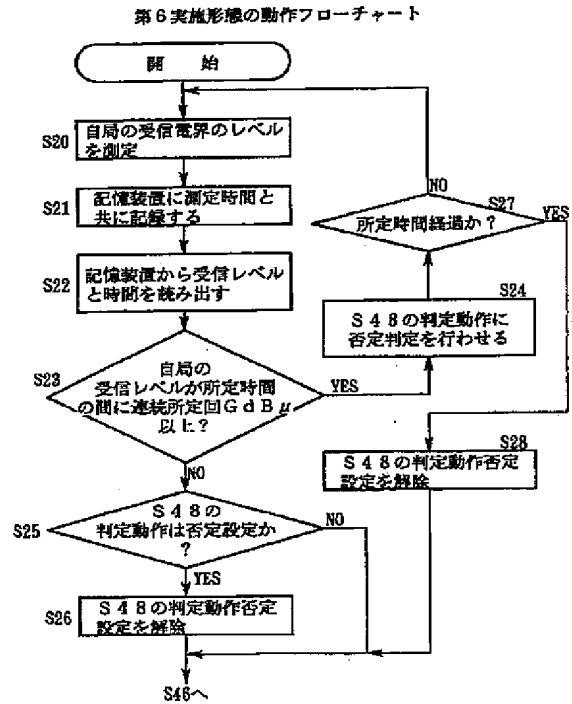 第6実施形態の動作フローチャート
開　始
S20
自局の受信電界のレベル
を測定
S21
記憶装置に測定時間と
共に記録する
S22
記憶装置から受信レベル
と時間を読み出す
S23
自局の
受信レベルが所定時間
の間に連続所定回GdBμ
以上?
YES
NO
S24
S48の判定動作に
否定判定を行わせる
S27
所定時間経過か?
NO
YES
S28
S48の判定動作否定
設定を解除
S25
S48の
判定動作は否定設定か
?
NO
YES
S26
S48の判定動作否定
設定を解除
S46へ